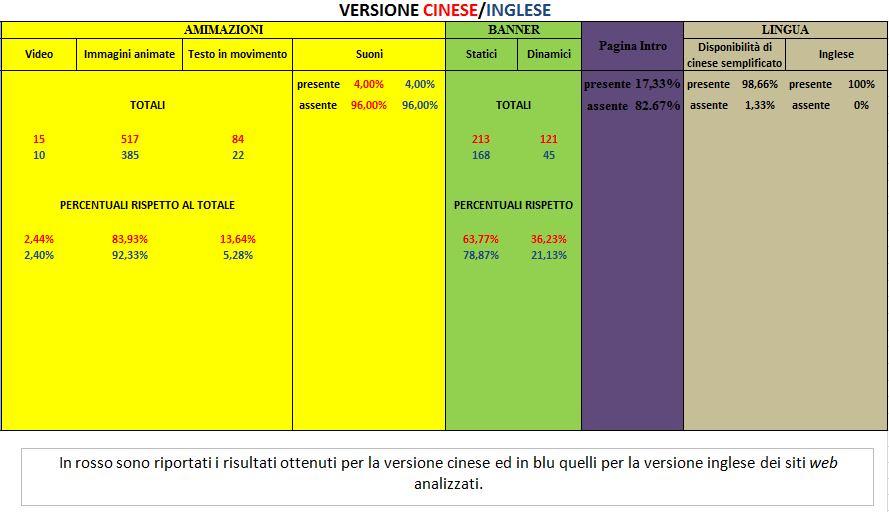 VERSIONE CINESE/INGLESE
AMIMAZIONI BANNER Pagina Intro LINGUA
Video Immagini animate Testo in movimento Suoni Statici Dinamici Disponibilità di cinese semplificato Inglese
presente 4,00% 4,00% presente 17,33% presente 98,66% presente 100%
TOTALI assente 96,00% 96,00% TOTALI assente 82.67% assente 1,33% assente 0%
15 517 84 213 121
10 385 22 168 45
PERCENTUALI RISPETTO AL TOTALE PERCENTUALI RISPETTO
2,44% 83,93% 13,64% 63,77% 36,23%
2,40% 92,33% 5,28% 78,87% 21,13%
In rosso sono riportati i risultati ottenuti per la versione cinese ed in blu quelli per la versione inglese dei siti web
analizzati.